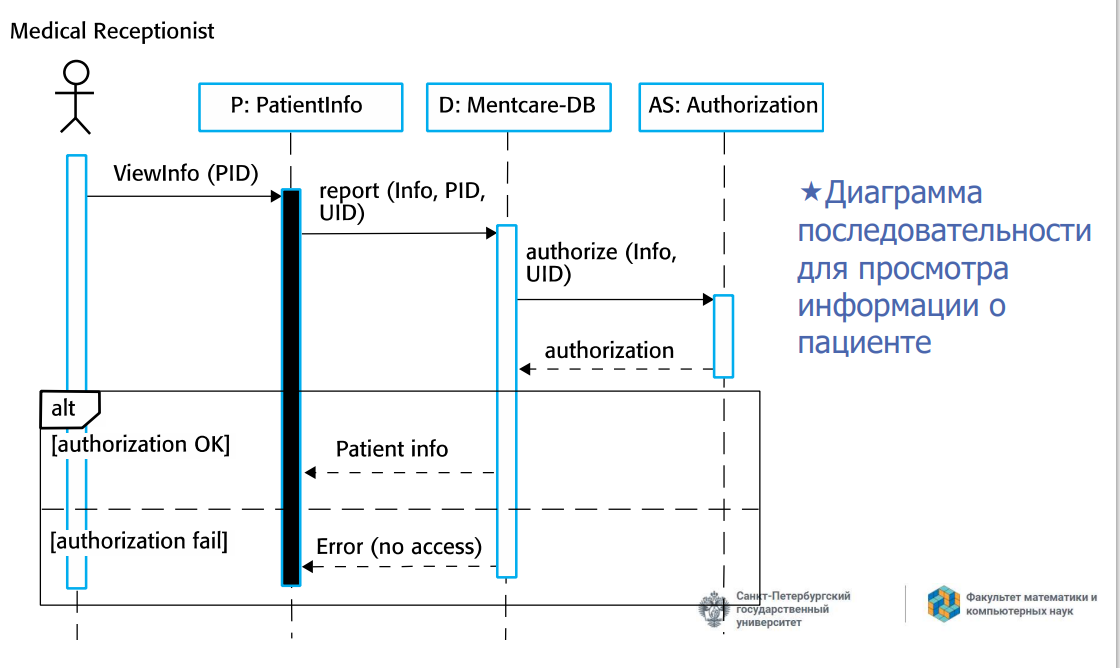 Medical Receptionist
P: PatientInfo
D: Mentcare-DB
AS: Authorization
ViewInfo (PID)
report (Info, PID,
UID)
authorize (Info,
UID)
authorization
alt
[authorization OK]
Patient info
[authorization fail]
Error (no access)
★Диаграмма
последовательности
для просмотра
информации о
пациенте
Санкт-Петербургский
государственный
университет
Факультет математики и
компьютерных наук